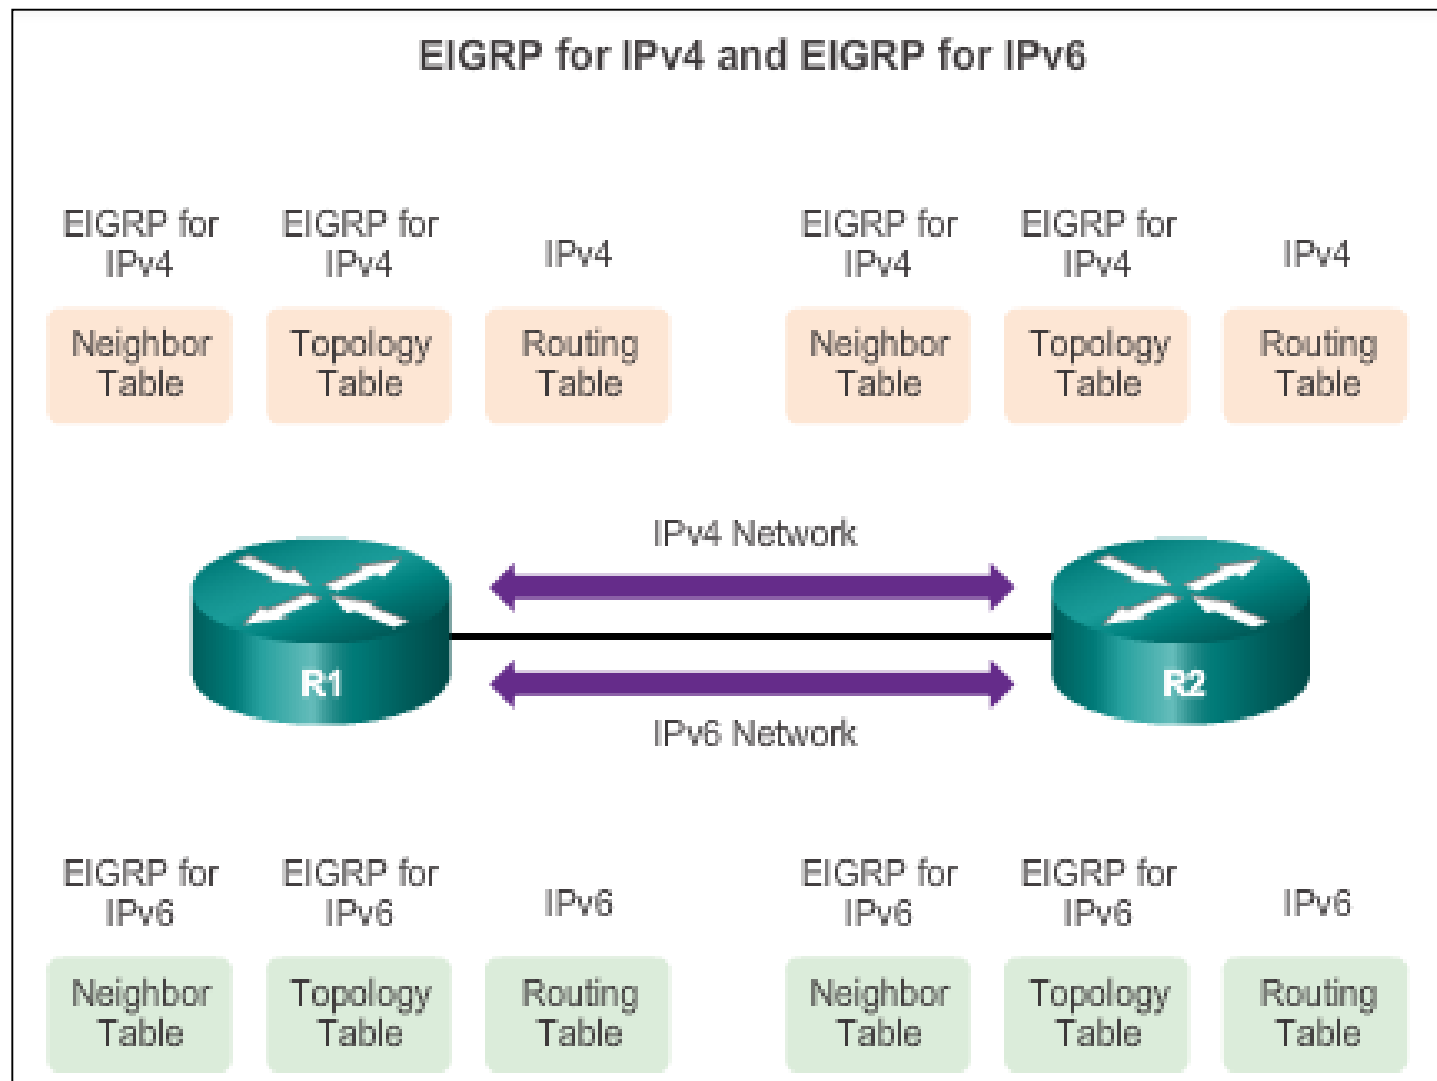 EIGRP for IPv4 and EIGRP for IPv6
EIGRP for
IPv4
EIGRP for
IPv4
IPv4
EIGRP for
IPv4
EIGRP for
IPv4
IPv4
Neighbor
Table
Topology
Table
Routing
Table
Neighbor
Table
Topology
Table
Routing
Table
IPv4 Network
R1
R2
IPv6 Network
EIGRP for
IPv6
EIGRP for
IPv6
IPv6
EIGRP for
IPv6
EIGRP for
IPv6
IPv6
Neighbor
Table
Topology
Table
Routing
Table
Neighbor
Table
Topology
Table
Routing
Table